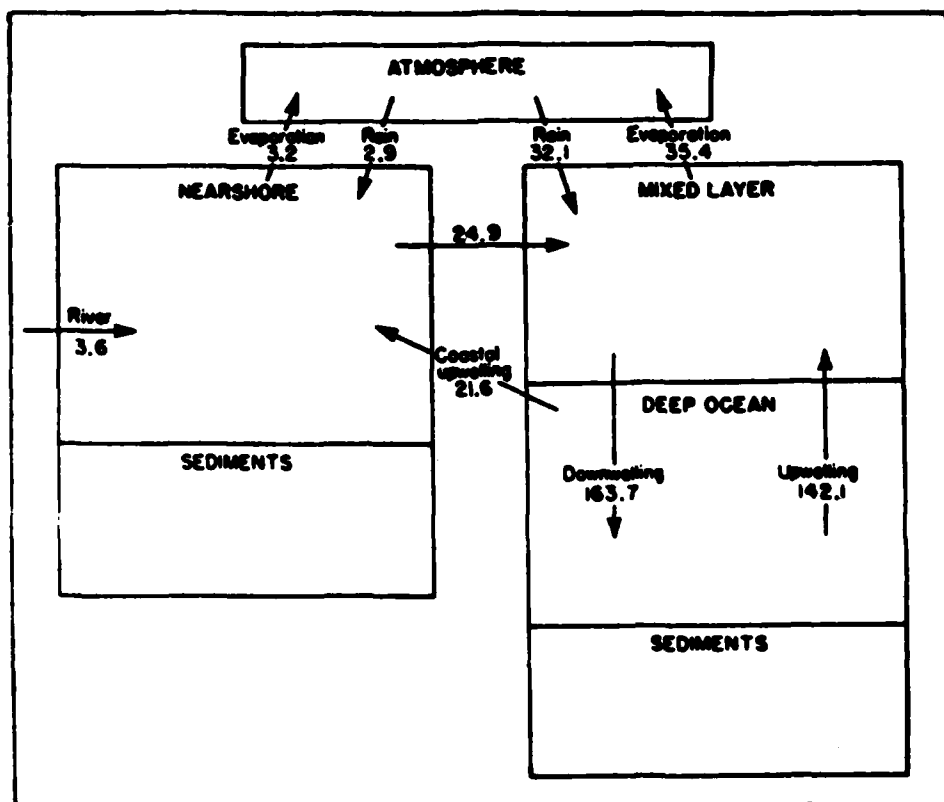 ATMOSPHERE
Evaporation
3.2
Rain
2.9
Rain
32.1
Evaporation
35.4
NEARSHORE
MIXED LAYER
24.9
River
3.6
Coastal
upwelling
21.6
DEEP OCEAN
SEDIMENTS
Downwelling
163.7
Upwelling
142.1
SEDIMENTS